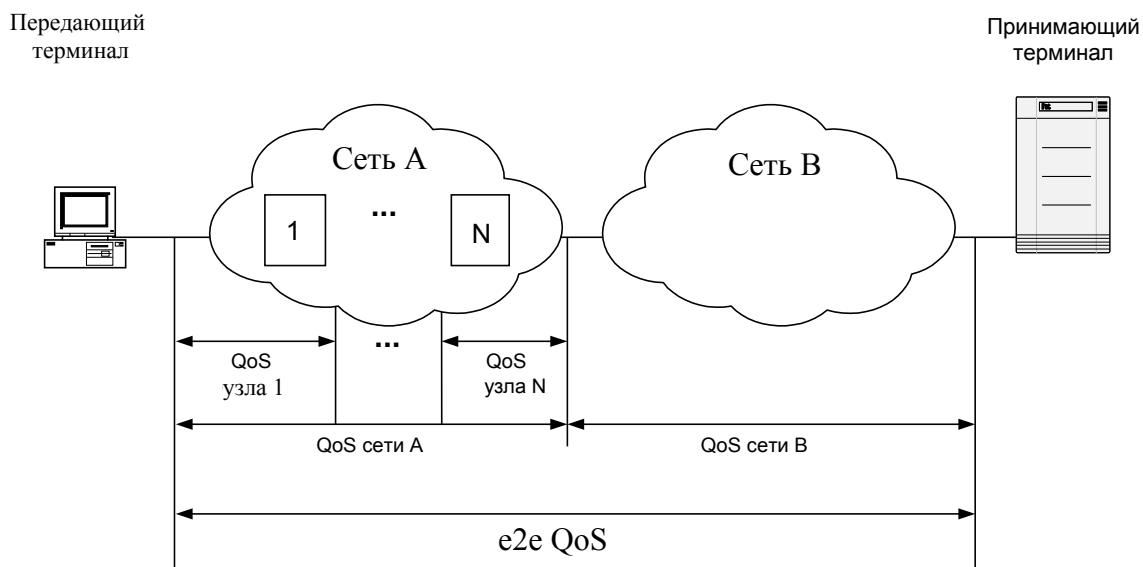 Передающий
терминал
Принимающий
терминал
Сеть А
Сеть В
1
...
N
...
QoS
узла 1
QoS
узла N
QoS сети A
QoS сети B
e2e QoS